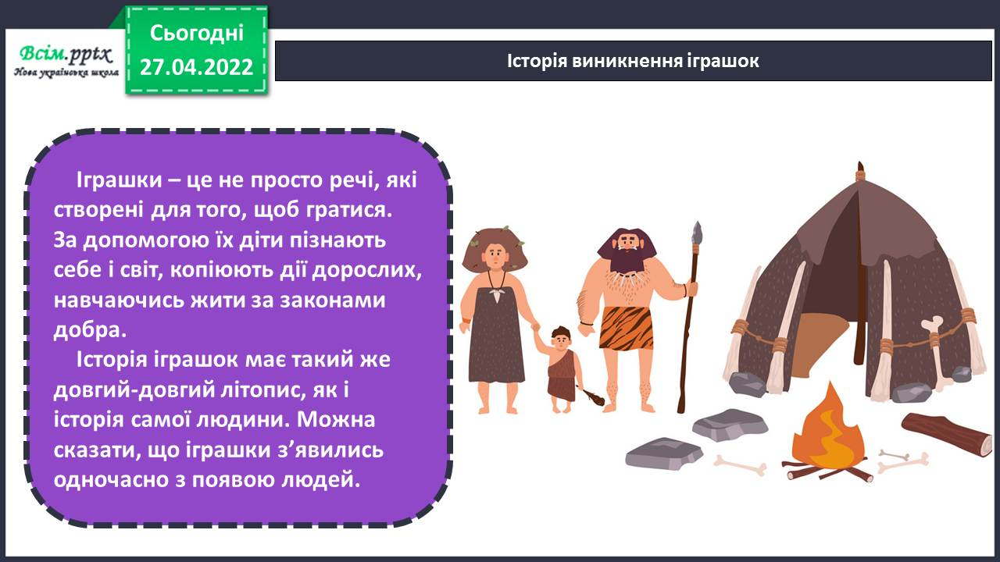 Всім.pptx
Нова українська школа
Сьогодні
27.04.2022
Історія виникнення іграшок
Іграшки – це не просто речі, які
створені для того, щоб гратися.
За допомогою їх діти пізнають
себе і світ, копіюють дії дорослих,
навчаючись жити за законами
добра.
Історія іграшок має такий же
довгий-довгий літопис, як і
історія самої людини. Можна
сказати, що іграшки з’явились
одночасно з появою людей.